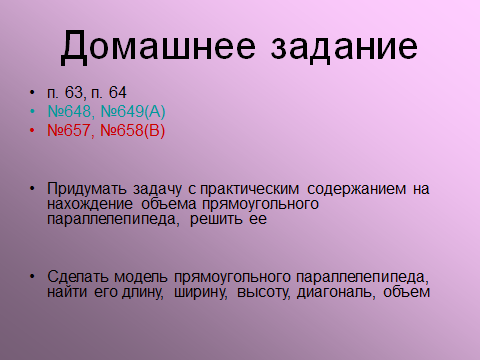 Домашнее задание
• п. 63, п. 64
• №648, №649(А)
• №657, №658(В)
• Придумать задачу с практическим содержанием на
нахождение объема прямоугольного
параллелепипеда, решить ее
• Сделать модель прямоугольного параллелепипеда,
найти его длину, ширину, высоту, диагональ, объем